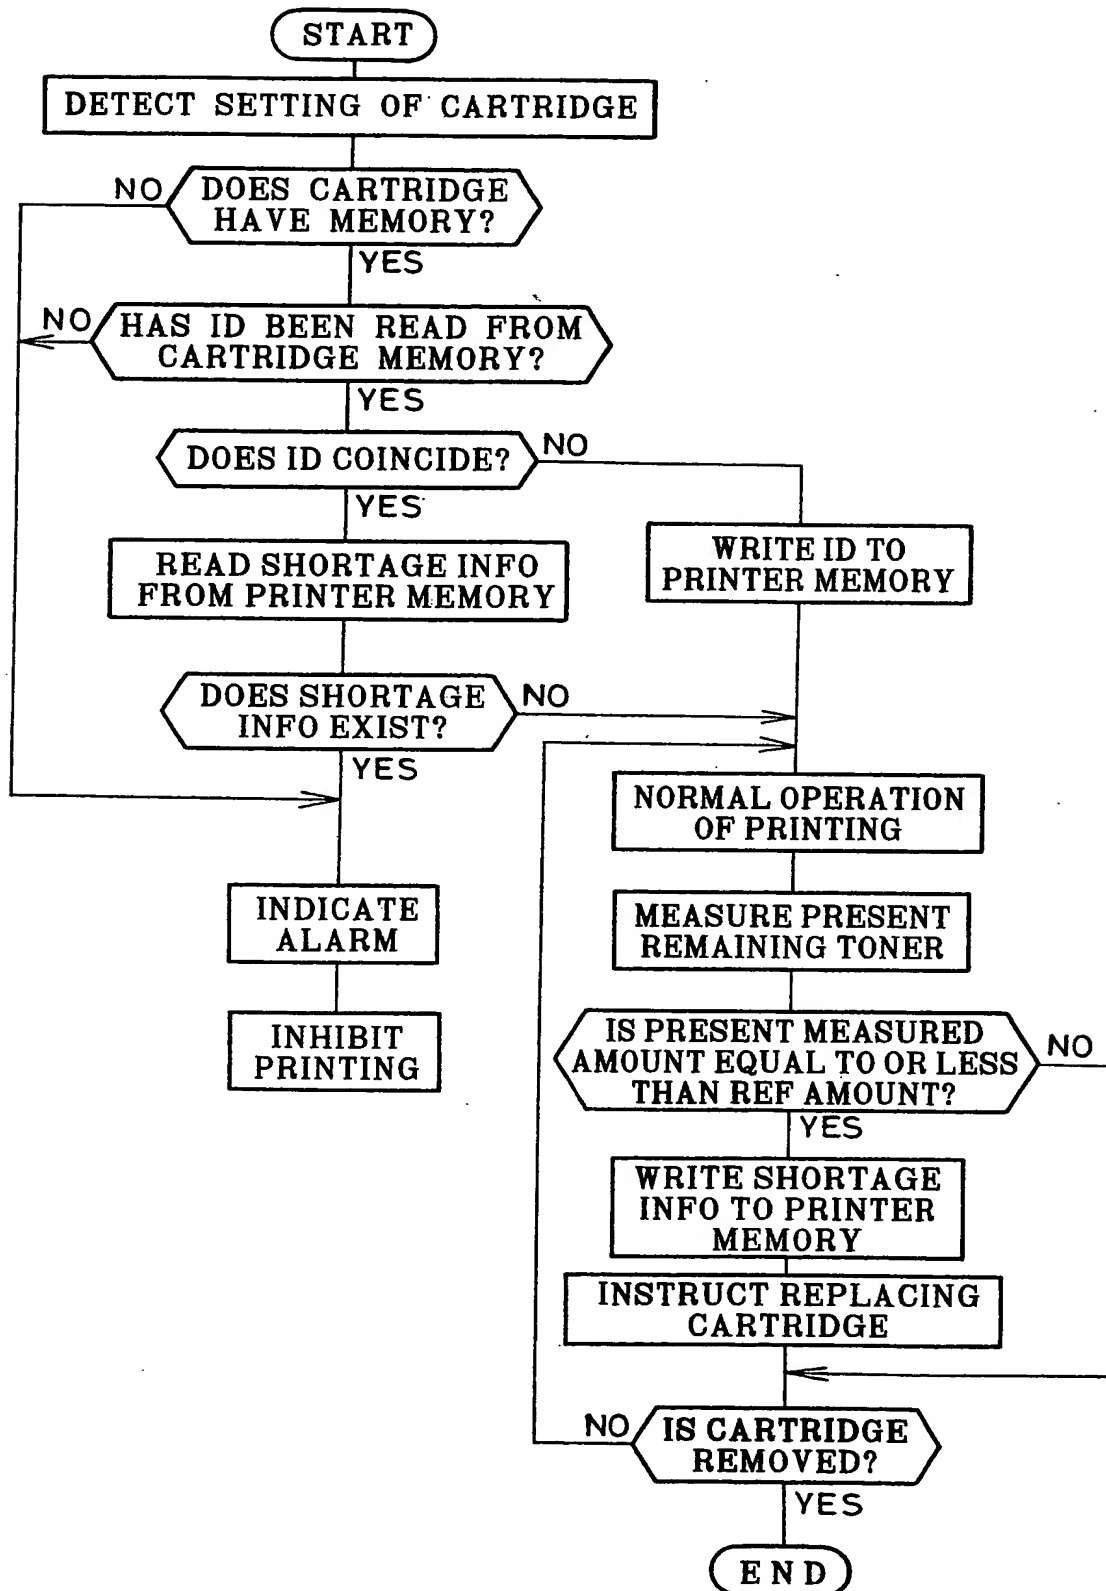 START
DETECT SETTING OF CARTRIDGE
NO
DOES CARTRIDGE
HAVE MEMORY?
YES
NO
HAS ID BEEN READ FROM
CARTRIDGE MEMORY?
YES
DOES ID COINCIDE?
NO
YES
READ SHORTAGE INFO
FROM PRINTER MEMORY
WRITE ID TO
PRINTER MEMORY
DOES SHORTAGE
INFO EXIST?
NO
YES
NORMAL OPERATION
OF PRINTING
INDICATE
ALARM
MEASURE PRESENT
REMAINING TONER
INHIBIT
PRINTING
IS PRESENT MEASURED
AMOUNT EQUAL TO OR LESS
THAN REF AMOUNT?
NO
YES
WRITE SHORTAGE
INFO TO PRINTER
MEMORY
INSTRUCT REPLACING
CARTRIDGE
NO
IS CARTRIDGE
REMOVED?
YES
END